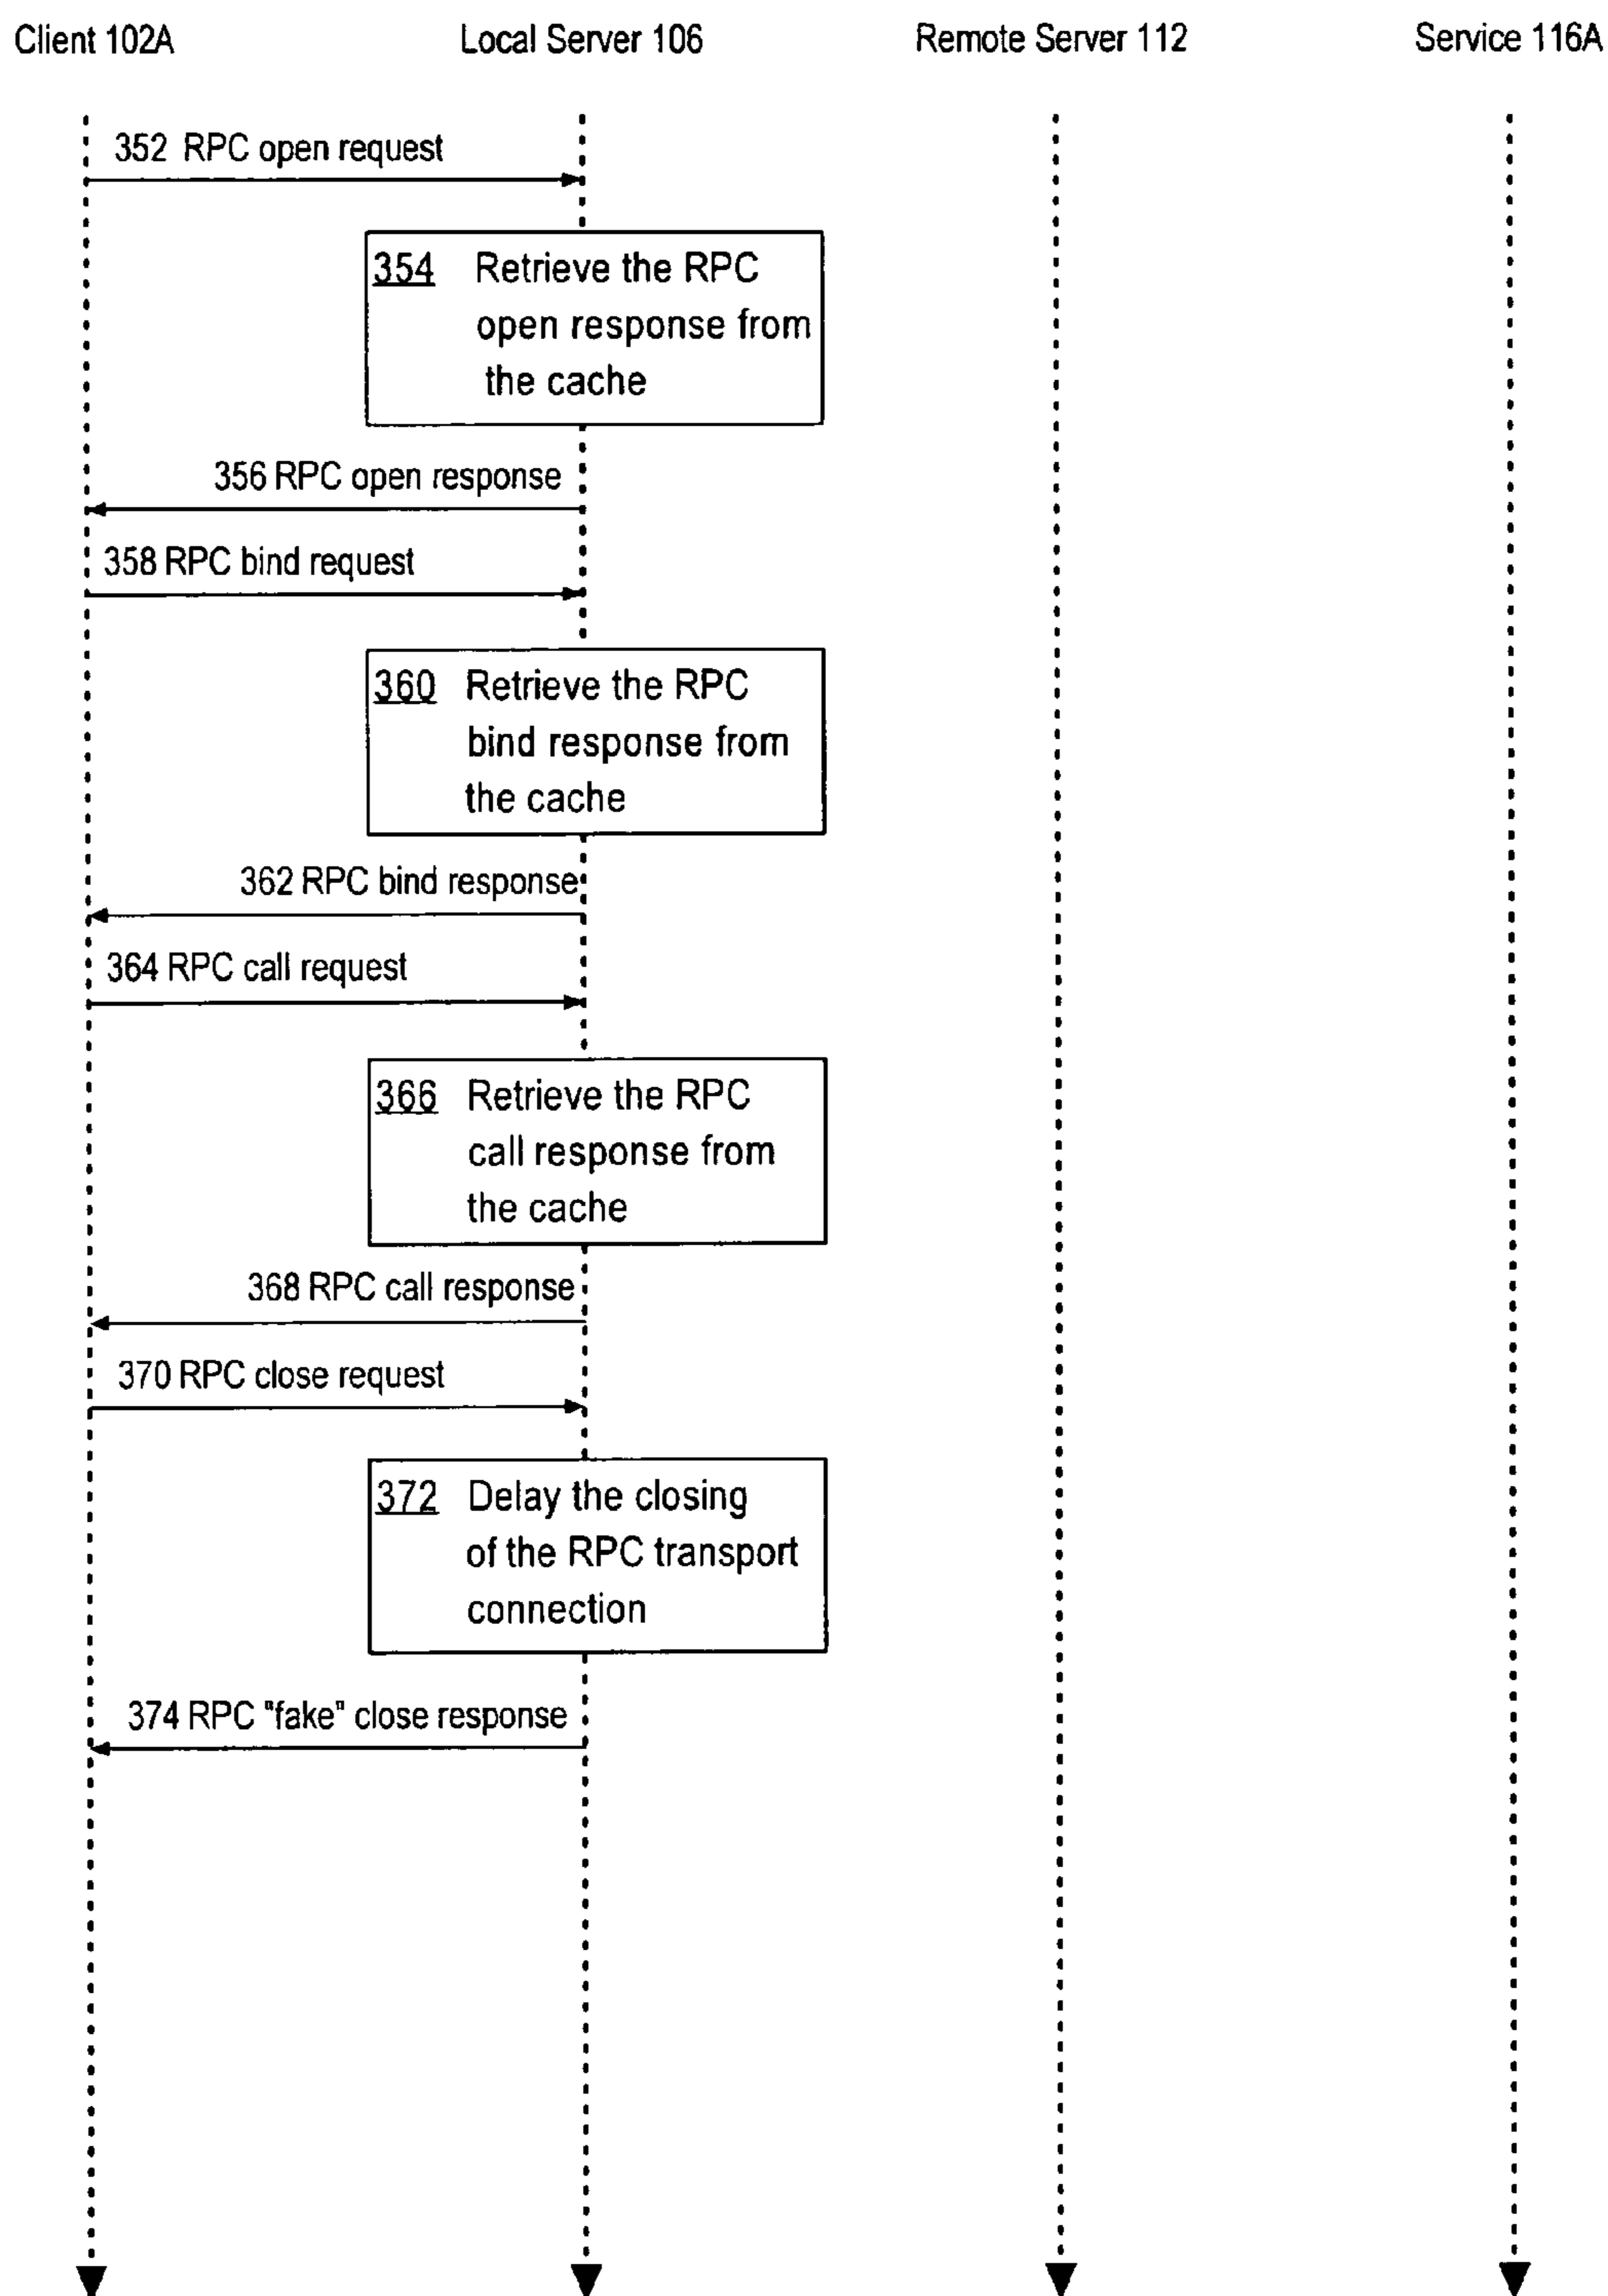 Client 102A
Local Server 106
Remote Server 112
Service 116A
352 RPC open request
354 Retrieve the RPC
open response from
the cache
356 RPC open response
358 RPC bind request
360 Retrieve the RPC
bind response from
the cache
362 RPC bind response
364 RPC call request
366 Retrieve the RPC
call response from
the cache
368 RPC call response
370 RPC close request
372 Delay the closing
of the RPC transport
connection
374 RPC "fake" close response